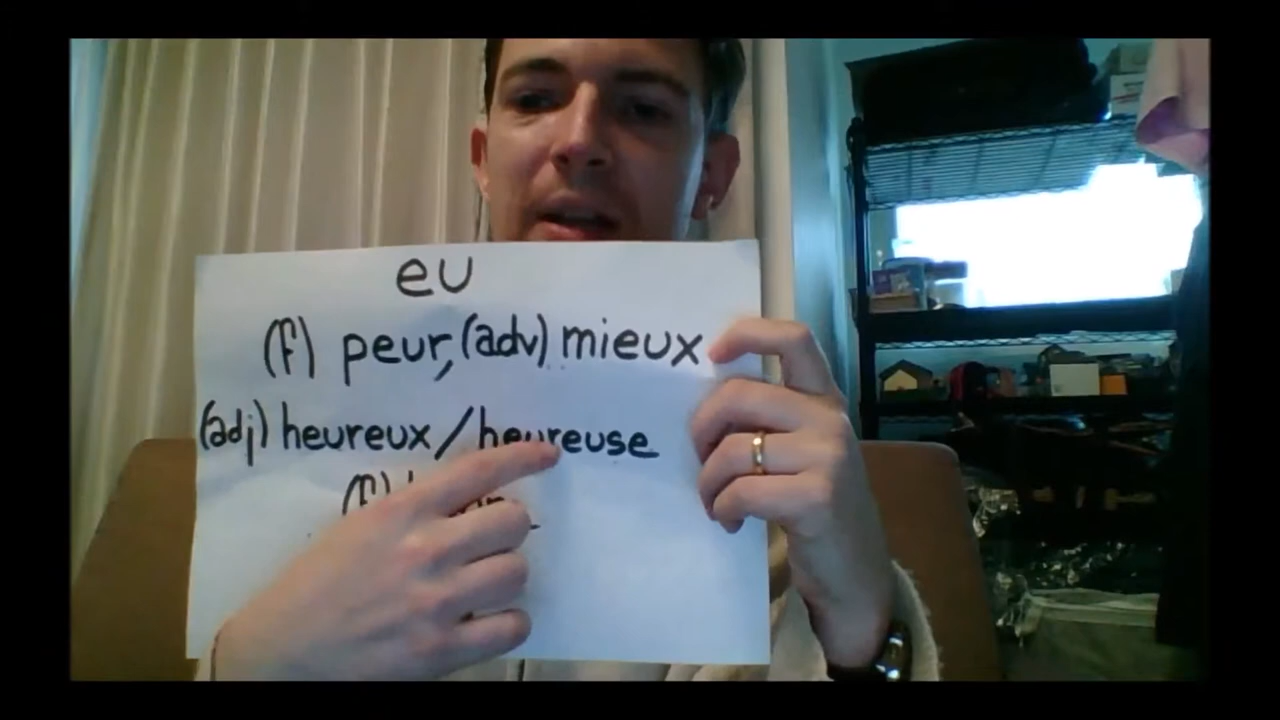 eu
(f) peur, (adv) mieux
(adj) heureux / heureuse
(f)